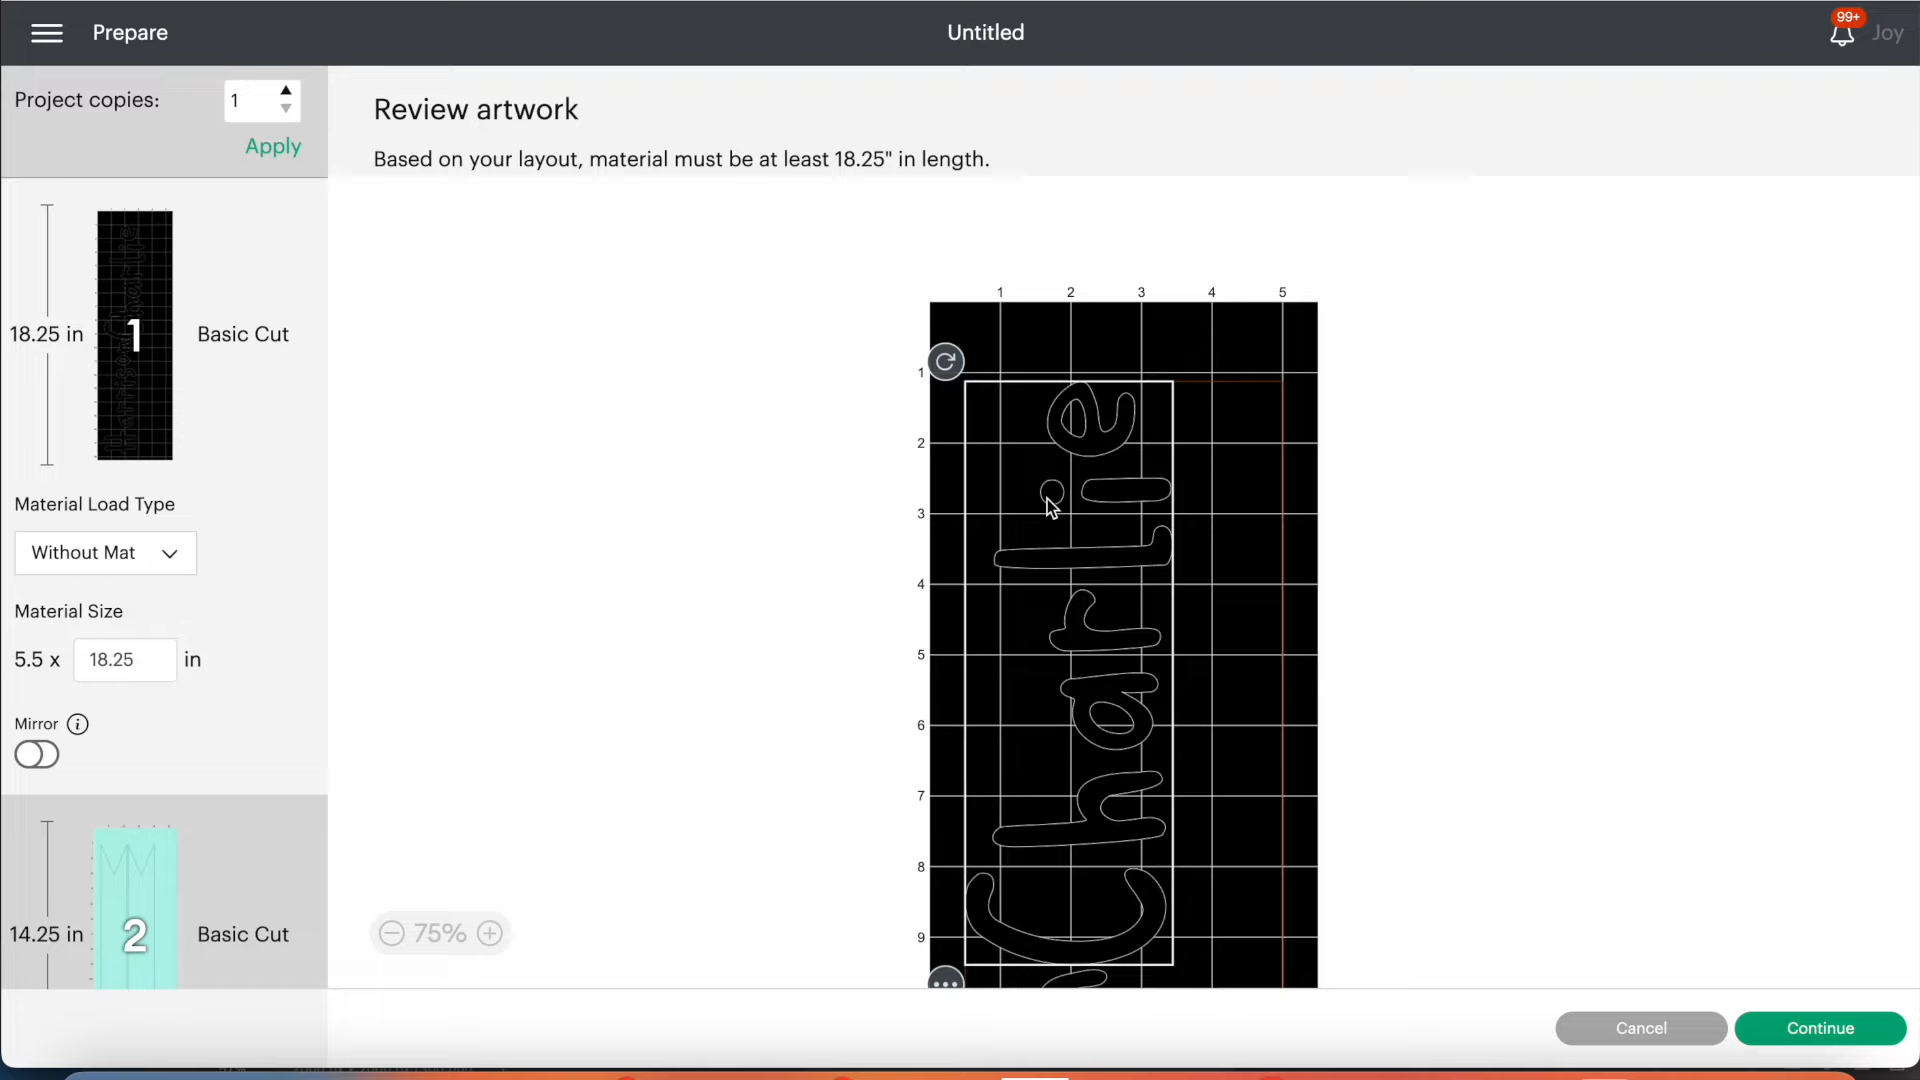 Prepare
Untitled
99+
Joy
Project copies:
1
Apply
Review artwork
Based on your layout, material must be at least 18.25" in length.
18.25 in
1
Basic Cut
Harrison Charlie
Material Load Type
Without Mat
Material Size
5.5 x
18.25
in
Mirror
14.25 in
2
Basic Cut
1 2 3 4 5
1
2
3
4
5
6
7
8
9
Charlie
75%
Cancel
Continue